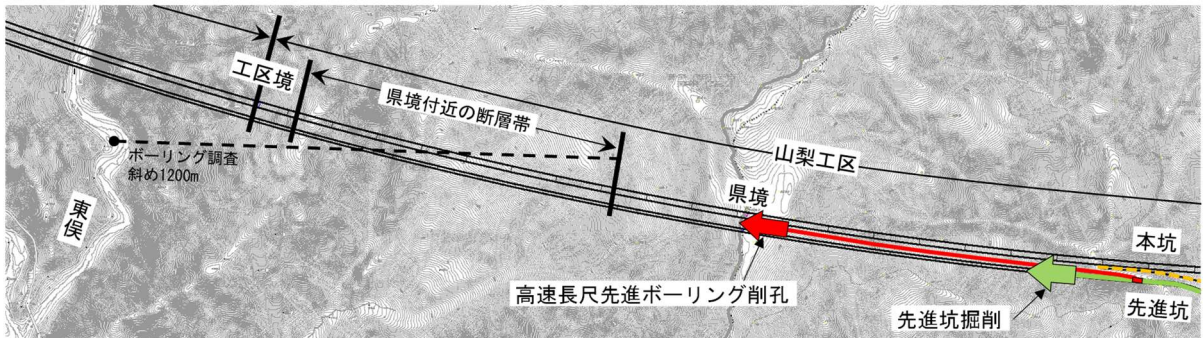 工区境
県境付近の断層帯
ボーリング調査
斜め1200m
東俣
山梨工区
県境
高速長尺先進ボーリング削孔
本坑
先進坑掘削
先進坑